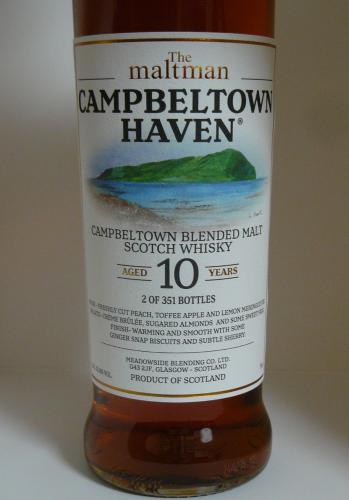 The
maltman
CAMPBELTOWN
HAVEN®
CAMPBELTOWN BLENDED MALT
SCOTCH WHISKY
AGED 10 YEARS
2 OF 351 BOTTLES
- FRESHLY CUT PEACH, TOFFEE APPLE AND LEMON MERINGUE
CRÈME BRÛLÉE, SUGARED ALMONDS AND SOME SWEET
FINISH- WARMING AND SMOOTH WITH SOME
GINGER SNAP BISCUITS AND SUBTLE SHERRY.
MEADOWSIDE BLENDING CO. LTD.
G43 2JF, GLASGOW - SCOTLAND
PRODUCT OF SCOTLAND